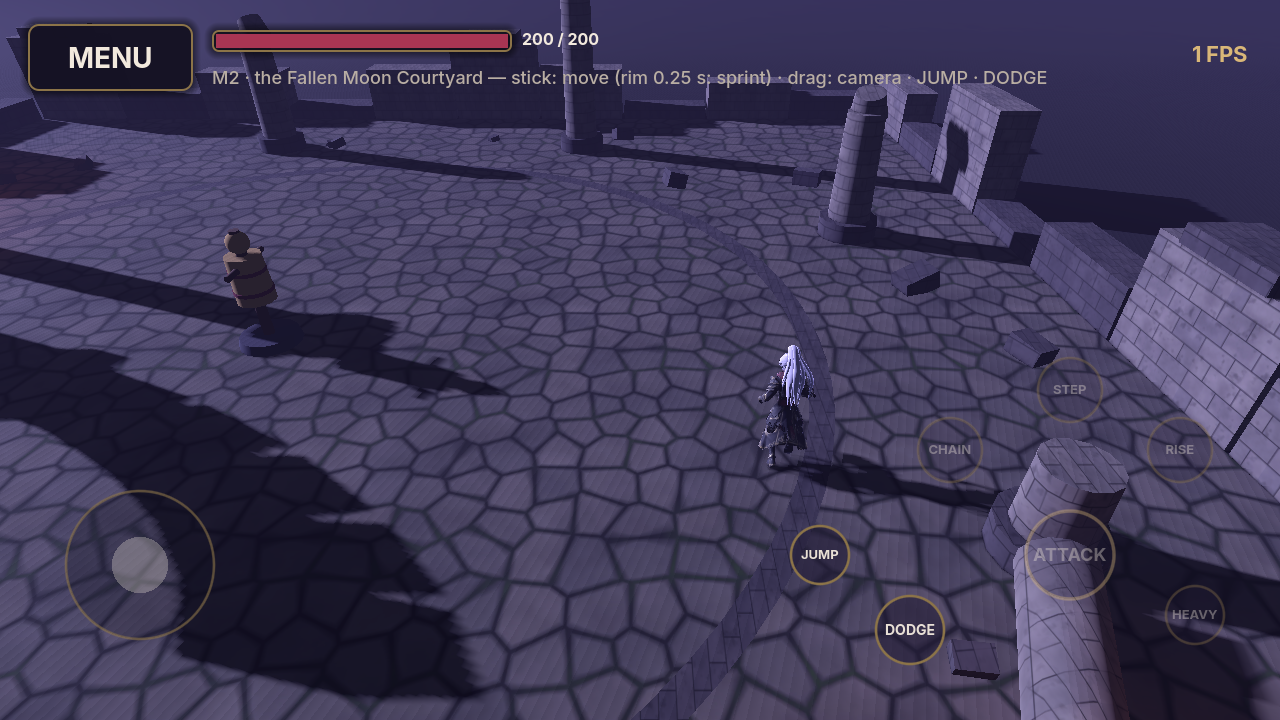 MENU
200 / 200
1 FPS
M2 · the Fallen Moon Courtyard — stick: move (rim 0.25 s: sprint) · drag: camera · JUMP · DODGE
STEP
CHAIN
RISE
JUMP
ATTACK
DODGE
HEAVY